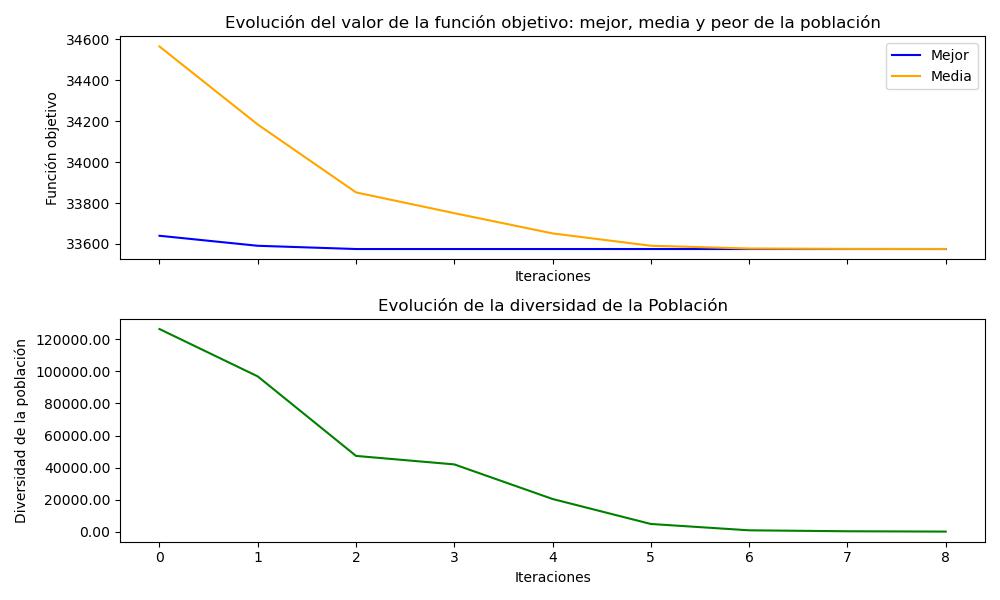 Evolución del valor de la función objetivo: mejor, media y peor de la población
Función objetivo
34600
34400
34200
34000
33800
33600
Mejor
Media
Iteraciones
Evolución de la diversidad de la Población
Diversidad de la población
120000.00
100000.00
80000.00
60000.00
40000.00
20000.00
0.00
0 1 2 3 4 5 6 7 8
Iteraciones